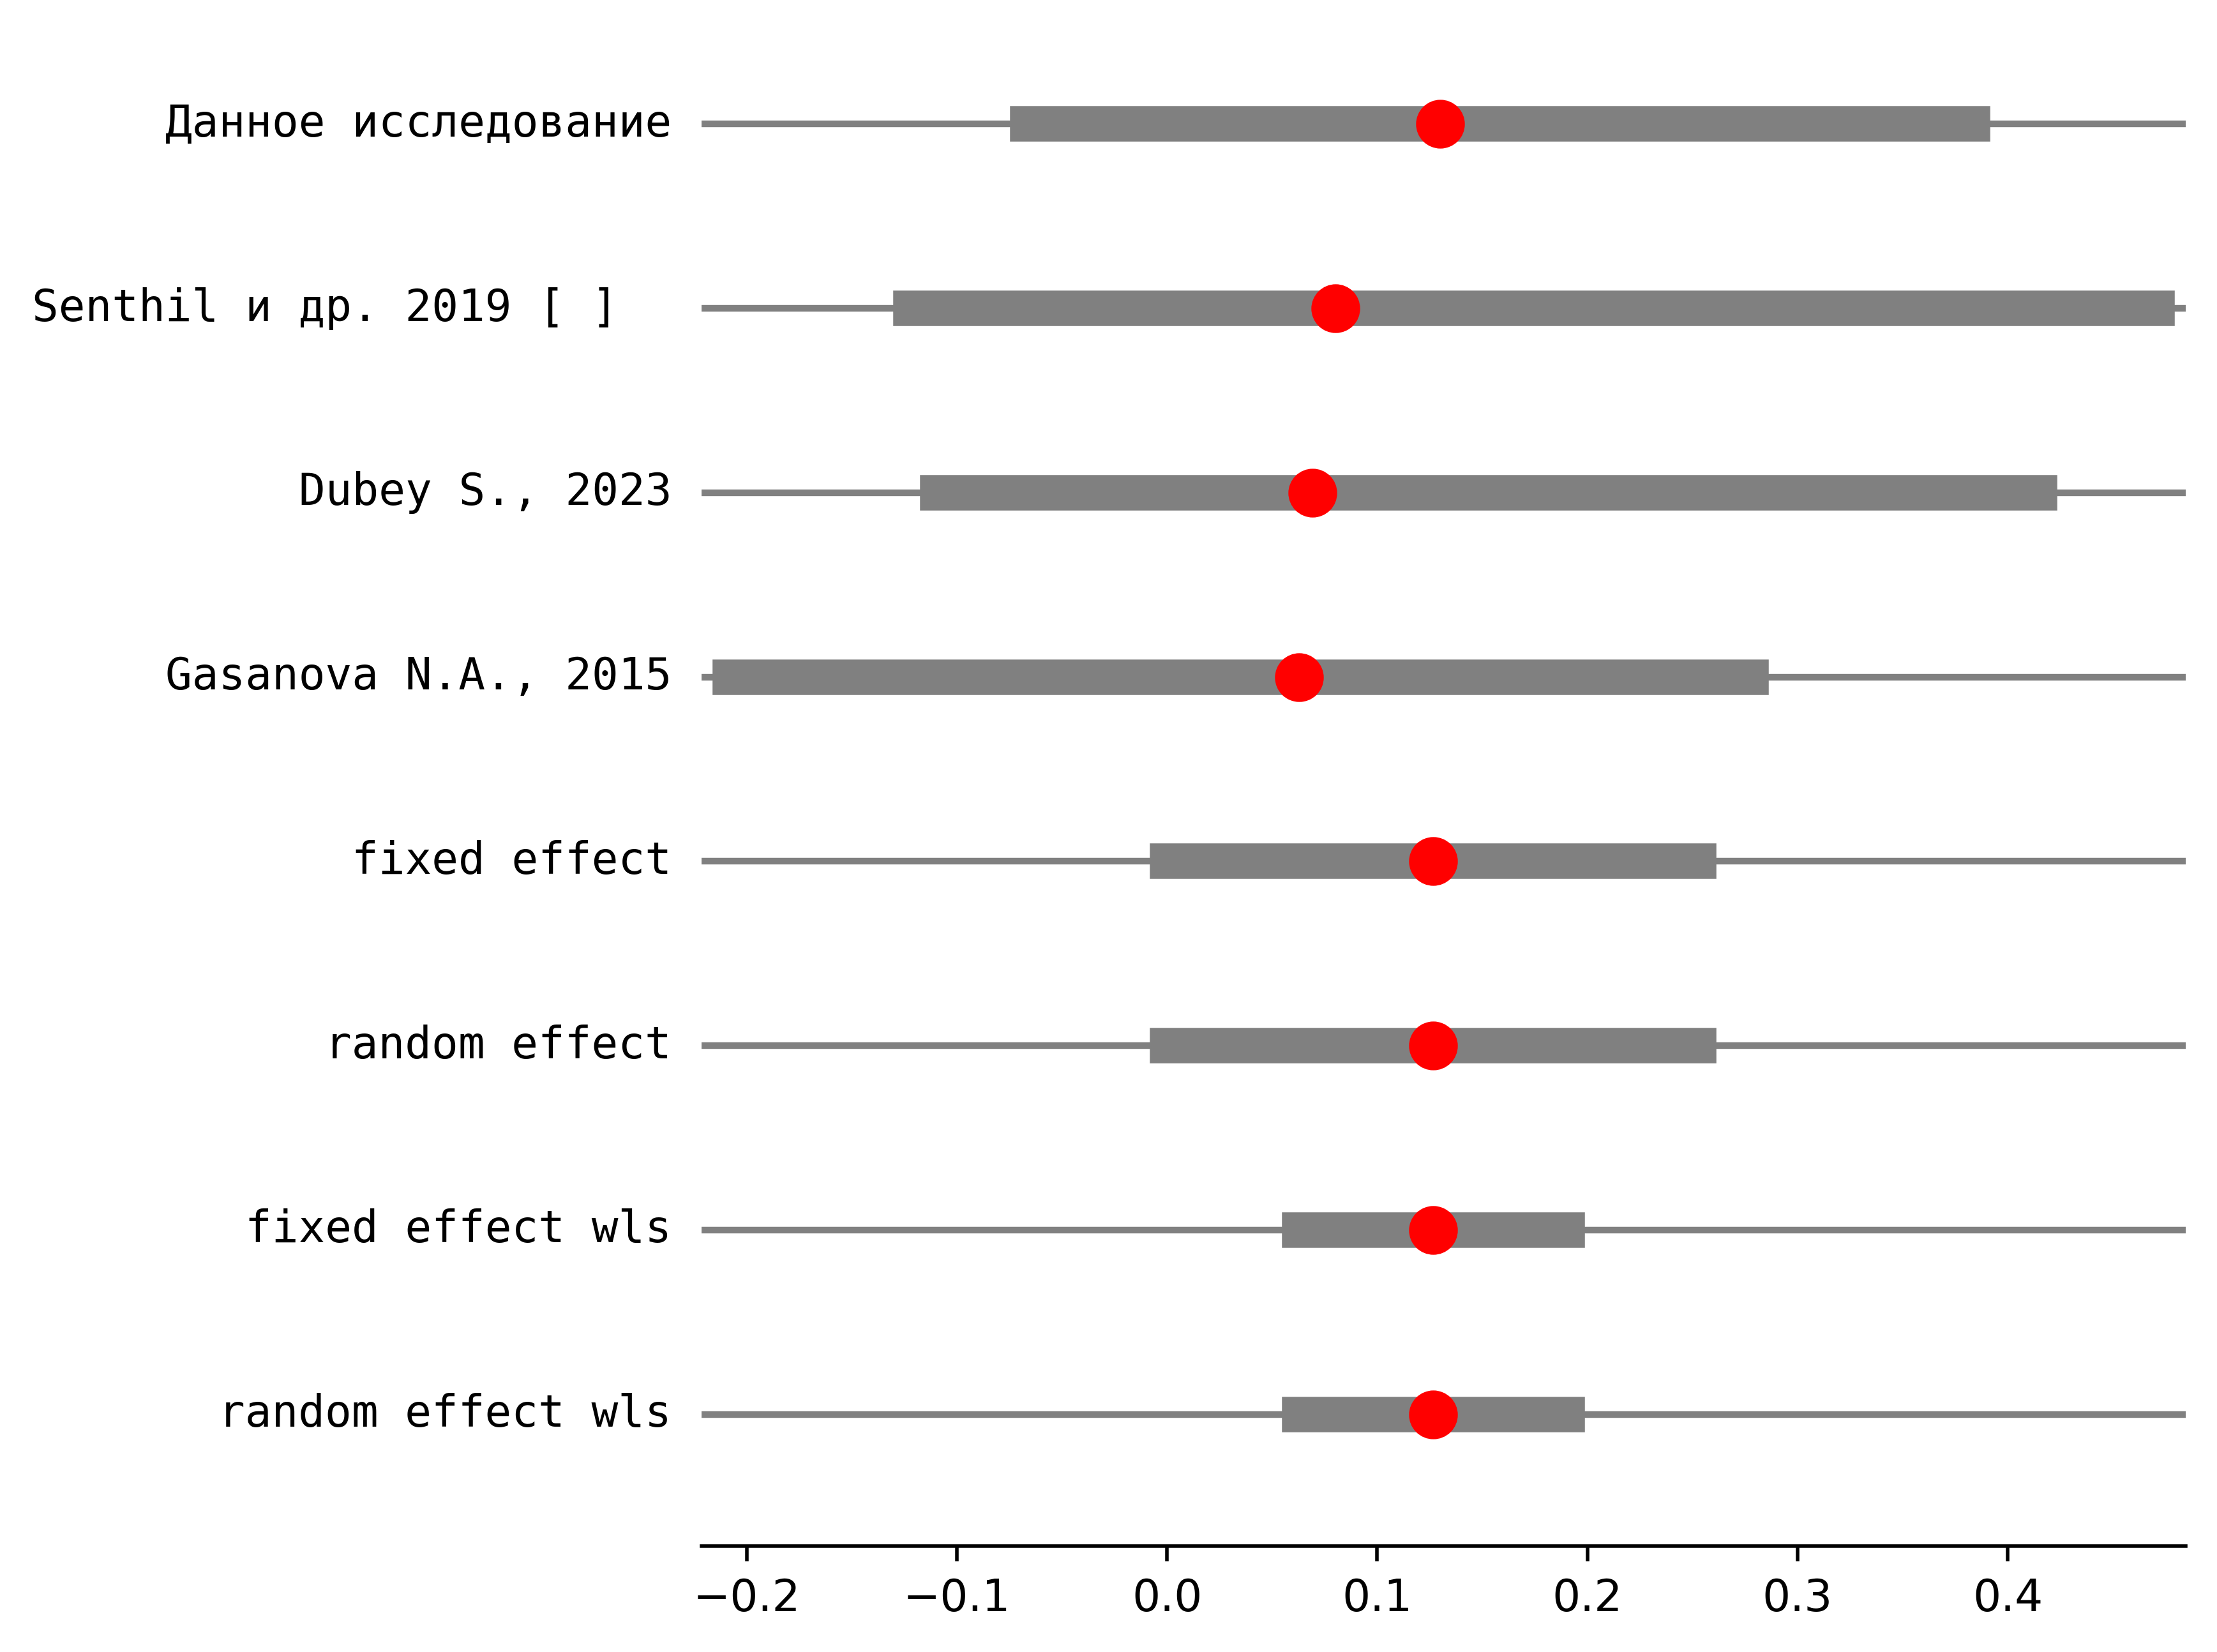 Данное исследование
Senthil и др. 2019 [ ]
Dubey S., 2023
Gasanova N.A., 2015
fixed effect
random effect
fixed effect wls
random effect wls
−0.2 −0.1 0.0 0.1 0.2 0.3 0.4